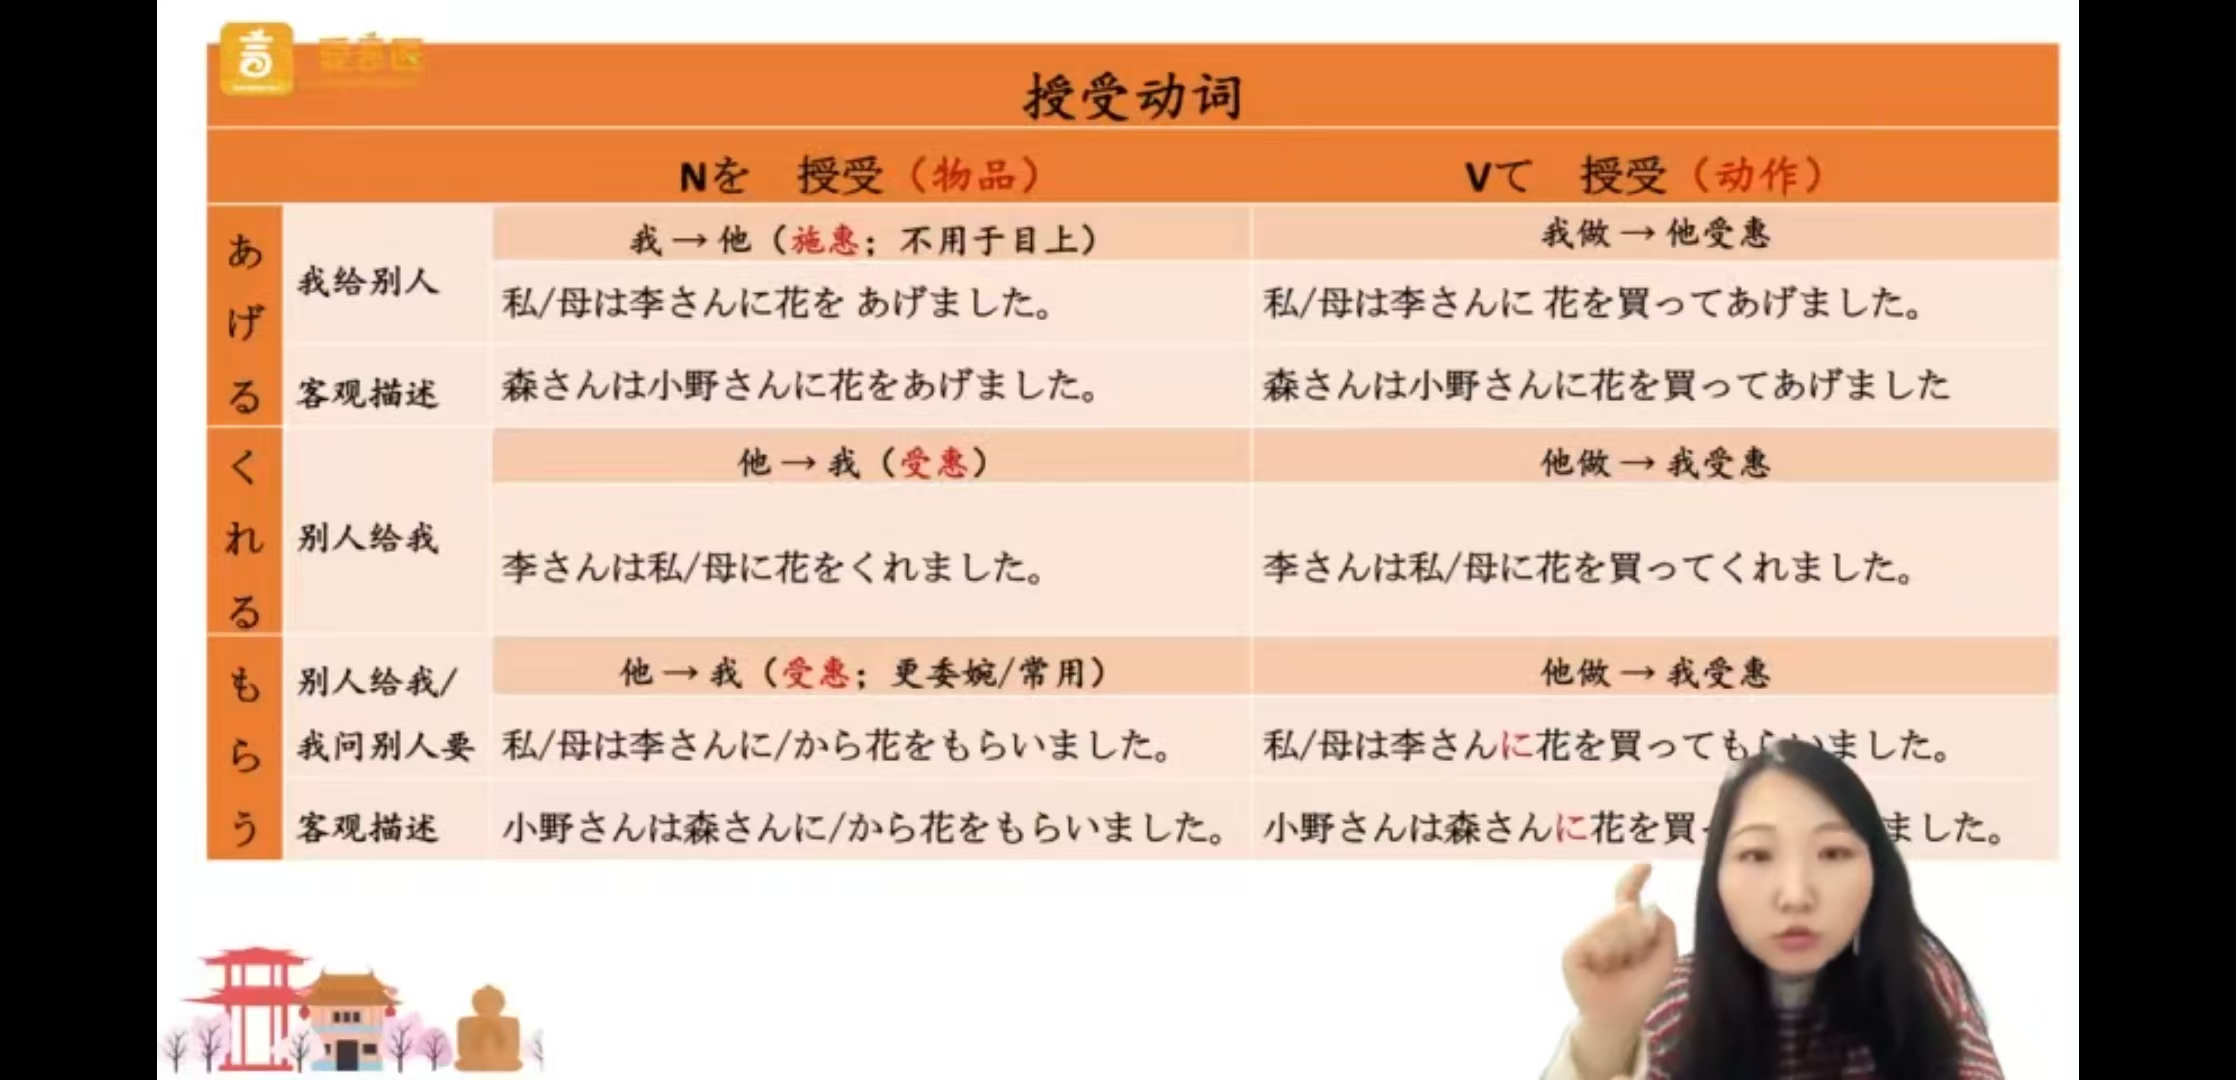 言
授受动词
Nを 授受（物品） Vて 授受（动作）
あげる
我给别人
我→他（施惠；不用于目上） 我做→他受惠
私/母は李さんに花を あげました。 私/母は李さんに 花を買ってあげました。
客观描述 森さんは小野さんに花をあげました。 森さんは小野さんに花を買ってあげました
くれる
他→我（受惠） 他做→我受惠
别人给我
李さんは私/母に花をくれました。 李さんは私/母に花を買ってくれました。
もらう
别人给我/
我问别人要
他→我（受惠；更委婉/常用） 他做→我受惠
私/母は李さんに/から花をもらいました。 私/母は李さんに花を買ってもらいました。
客观描述 小野さんは森さんに/から花をもらいました。 小野さんは森さんに花を買 ました。